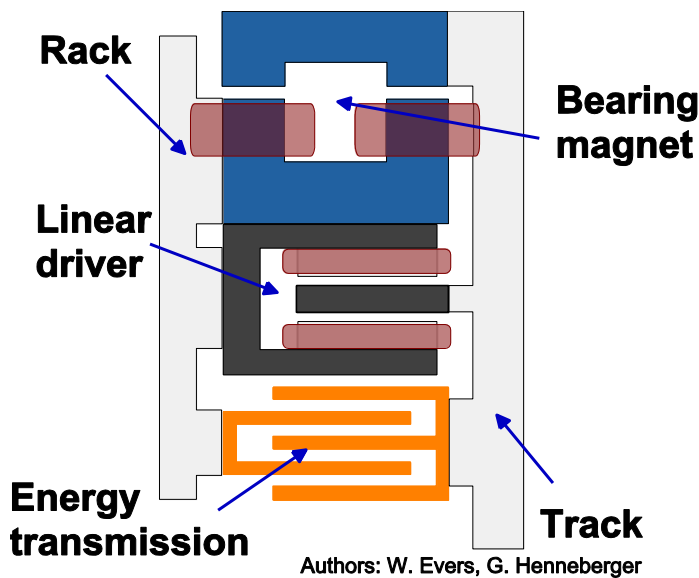 Rack
Bearing
magnet
Linear
driver
Energy
transmission
Track
Authors: W. Evers, G. Henneberger